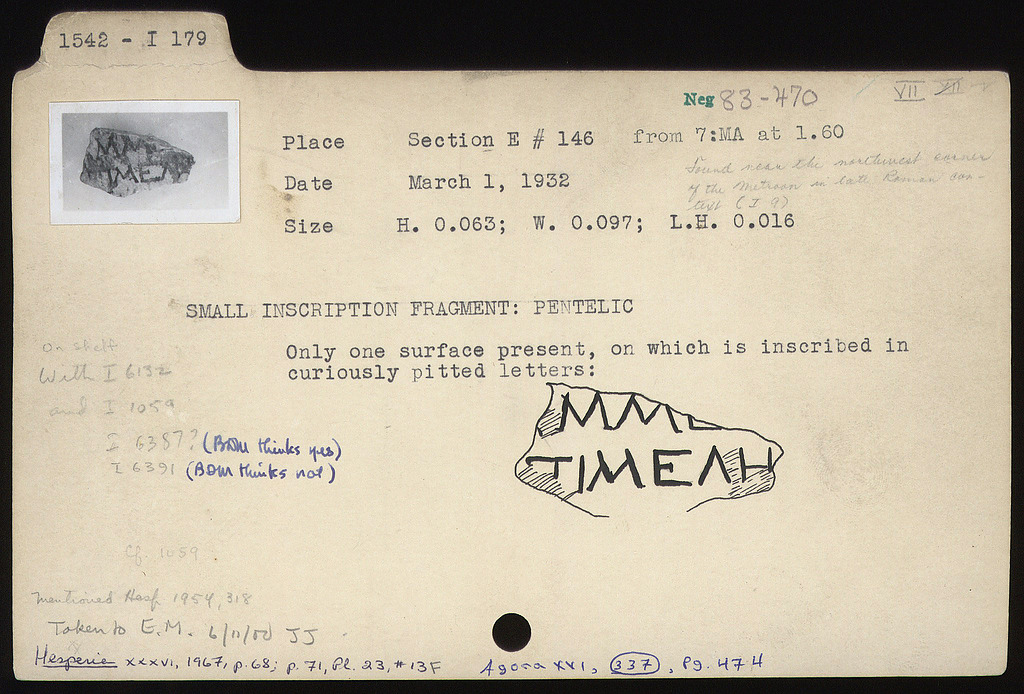 1542 - I 179
Neg 83-470
VII XII
Place Section E # 146 from 7:MA at 1.60
Found near the northwest corner
of the Metroon in late Roman con-
text (I 9)
Date March 1, 1932
Size H. 0.063; W. 0.097; L.H. 0.016
SMALL INSCRIPTION FRAGMENT: PENTELIC
Only one surface present, on which is inscribed in
curiously pitted letters:
ΜΜ
ΤΙΜΕΛΗ
On shelf
With I 6132
and I 1059
I 6387? (BDM thinks yes)
I 6391 (BDM thinks not)
Cf. 1059.
Mentioned Hesp 1954, 318
Taken to E.M. 6/11/50 JJ
Hesperia XXXVI, 1967, p. 68; p. 71, Pl. 23, #13F
Agora XVI, 337, Pg. 474